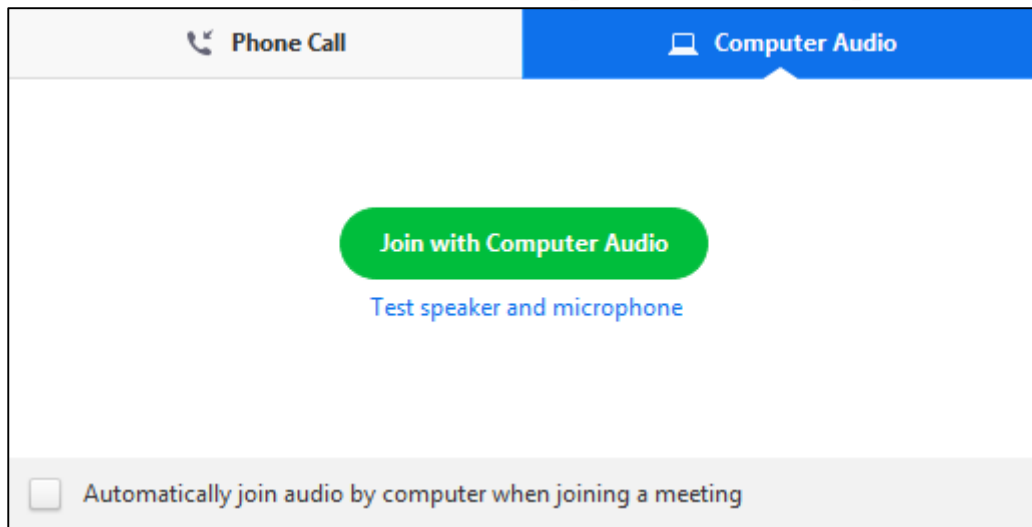 Phone Call
Computer Audio
Join with Computer Audio
Test speaker and microphone
Automatically join audio by computer when joining a meeting